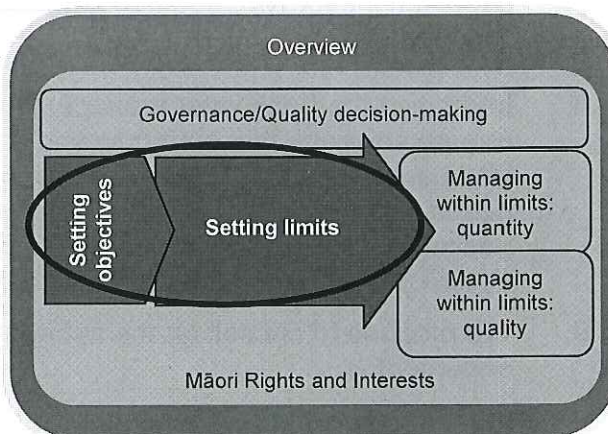 Overview
Governance/Quality decision-making
Setting
objectives
Setting limits
Managing
within limits:
quantity
Managing
within limits:
quality
Māori Rights and Interests